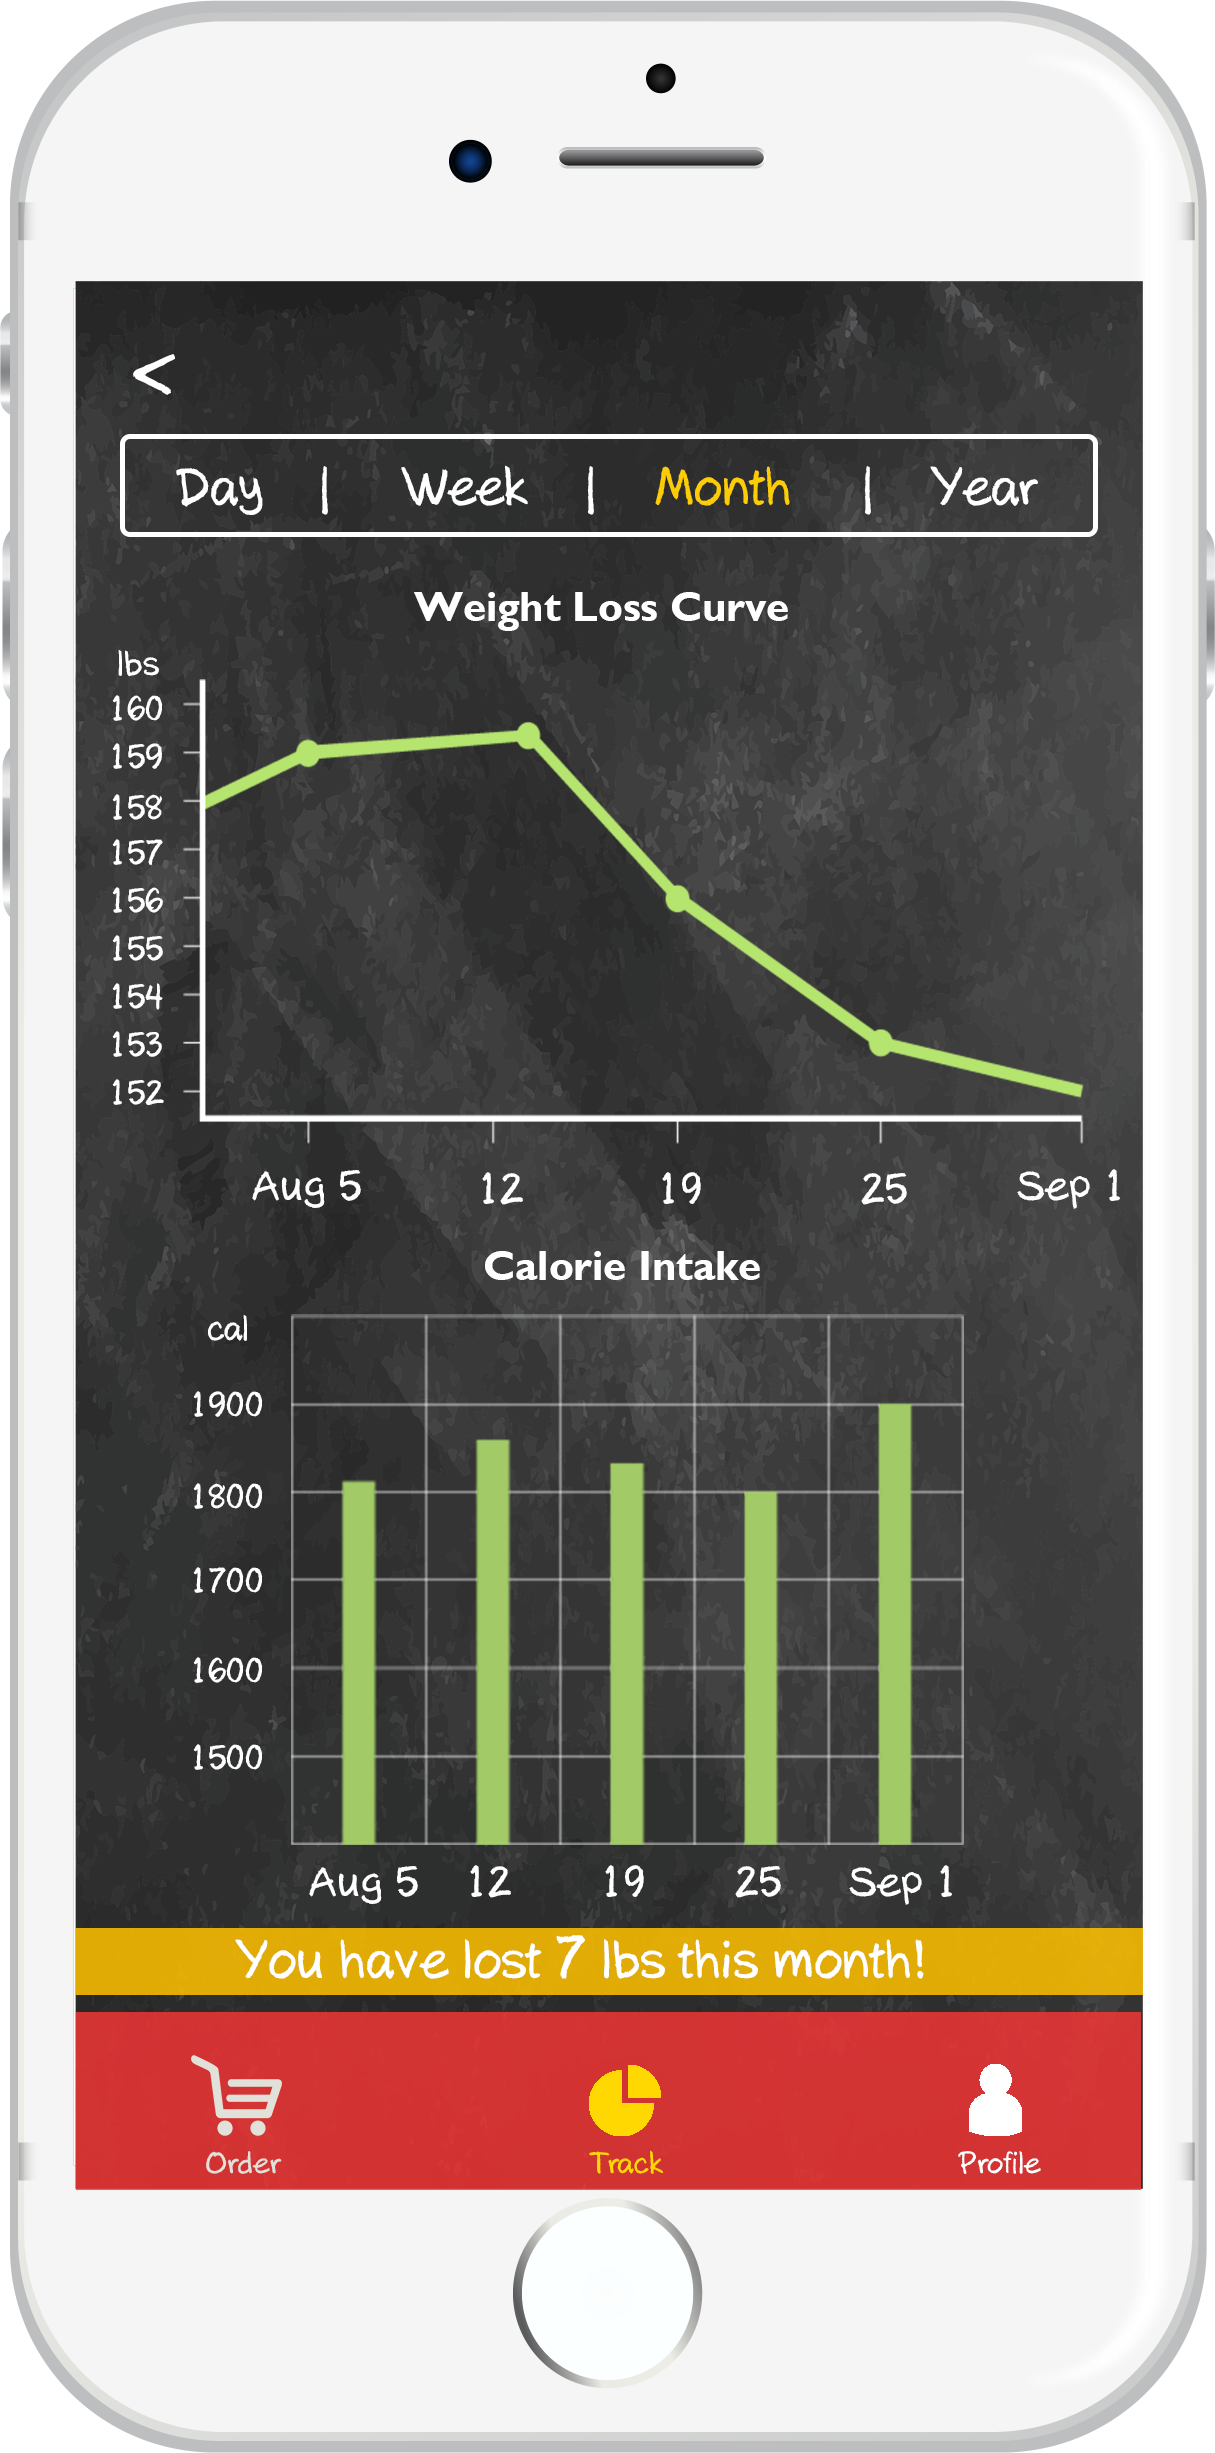 <
Day | Week | Month | Year
Weight Loss Curve
lbs
160
159
158
157
156
155
154
153
152
Aug 5 12 19 25 Sep 1
Calorie Intake
cal
1900
1800
1700
1600
1500
Aug 5 12 19 25 Sep 1
You have lost 7 lbs this month!
Order Track Profile